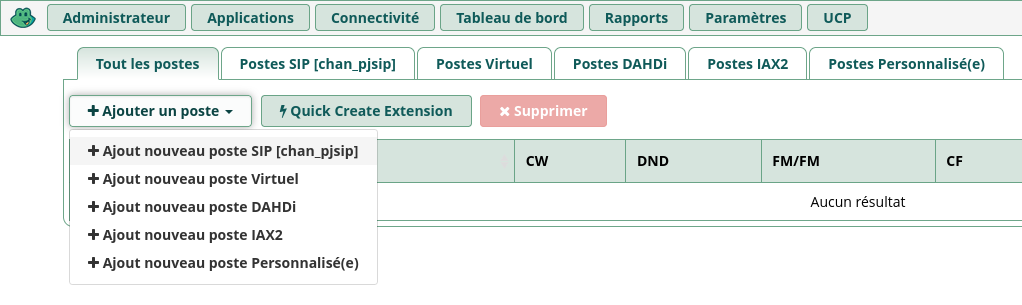 Administrateur Applications Connectivité Tableau de bord Rapports Paramètres UCP
Tout les postes Postes SIP [chan_pjsip] Postes Virtuel Postes DAHDi Postes IAX2 Postes Personnalisé(e)
Ajouter un poste Quick Create Extension Supprimer
Ajout nouveau poste SIP [chan_pjsip] CW DND FM/FM CF
Ajout nouveau poste Virtuel
Aucun résultat
Ajout nouveau poste DAHDi
Ajout nouveau poste IAX2
Ajout nouveau poste Personnalisé(e)